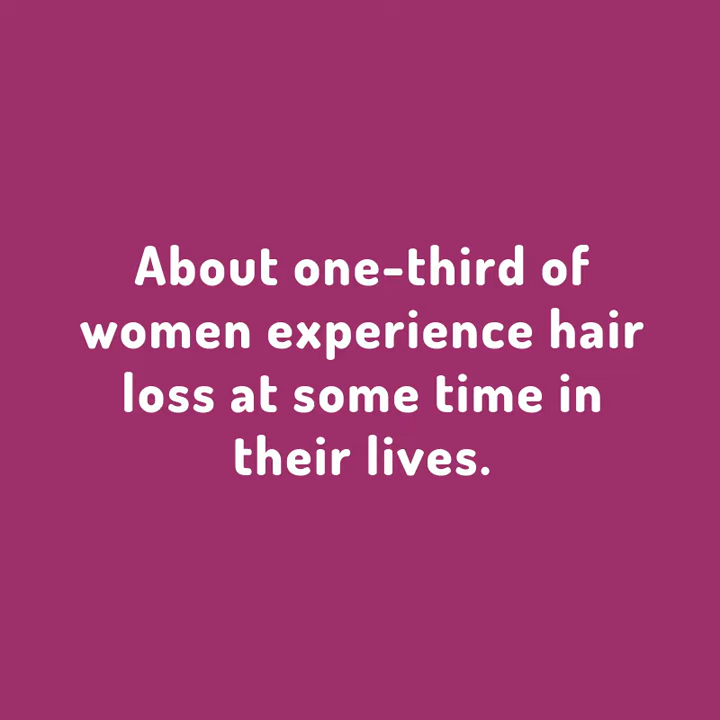 About one-third of
women experience hair
loss at some time in
their lives.